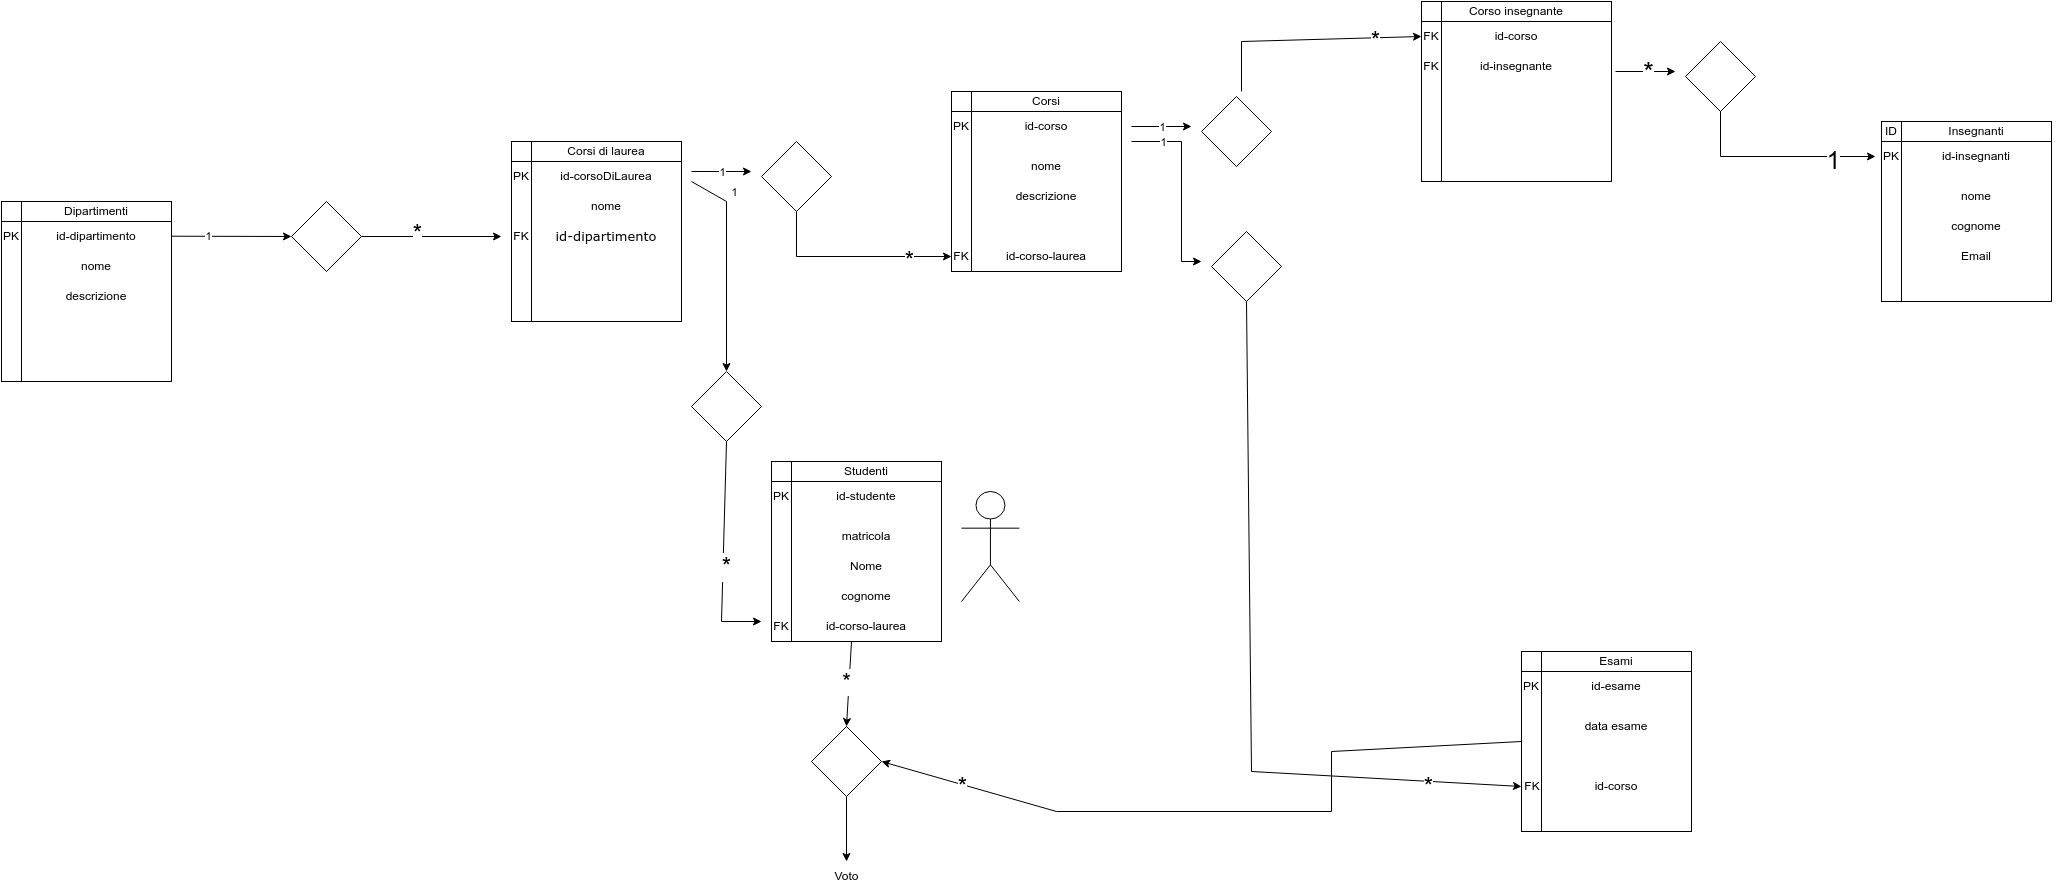 Dipartimenti
PK id-dipartimento
nome
descrizione
1
*
Corsi di laurea
PK id-corsoDiLaurea
nome
FK id-dipartimento
1
1
*
*
Corsi
PK id-corso
nome
descrizione
FK id-corso-laurea
1
1
*
Corso insegnante
FK id-corso
FK id-insegnante
*
1
ID Insegnanti
PK id-insegnanti
nome
cognome
Email
Studenti
PK id-studente
matricola
Nome
cognome
FK id-corso-laurea
*
*
*
Esami
PK id-esame
data esame
FK id-corso
Voto